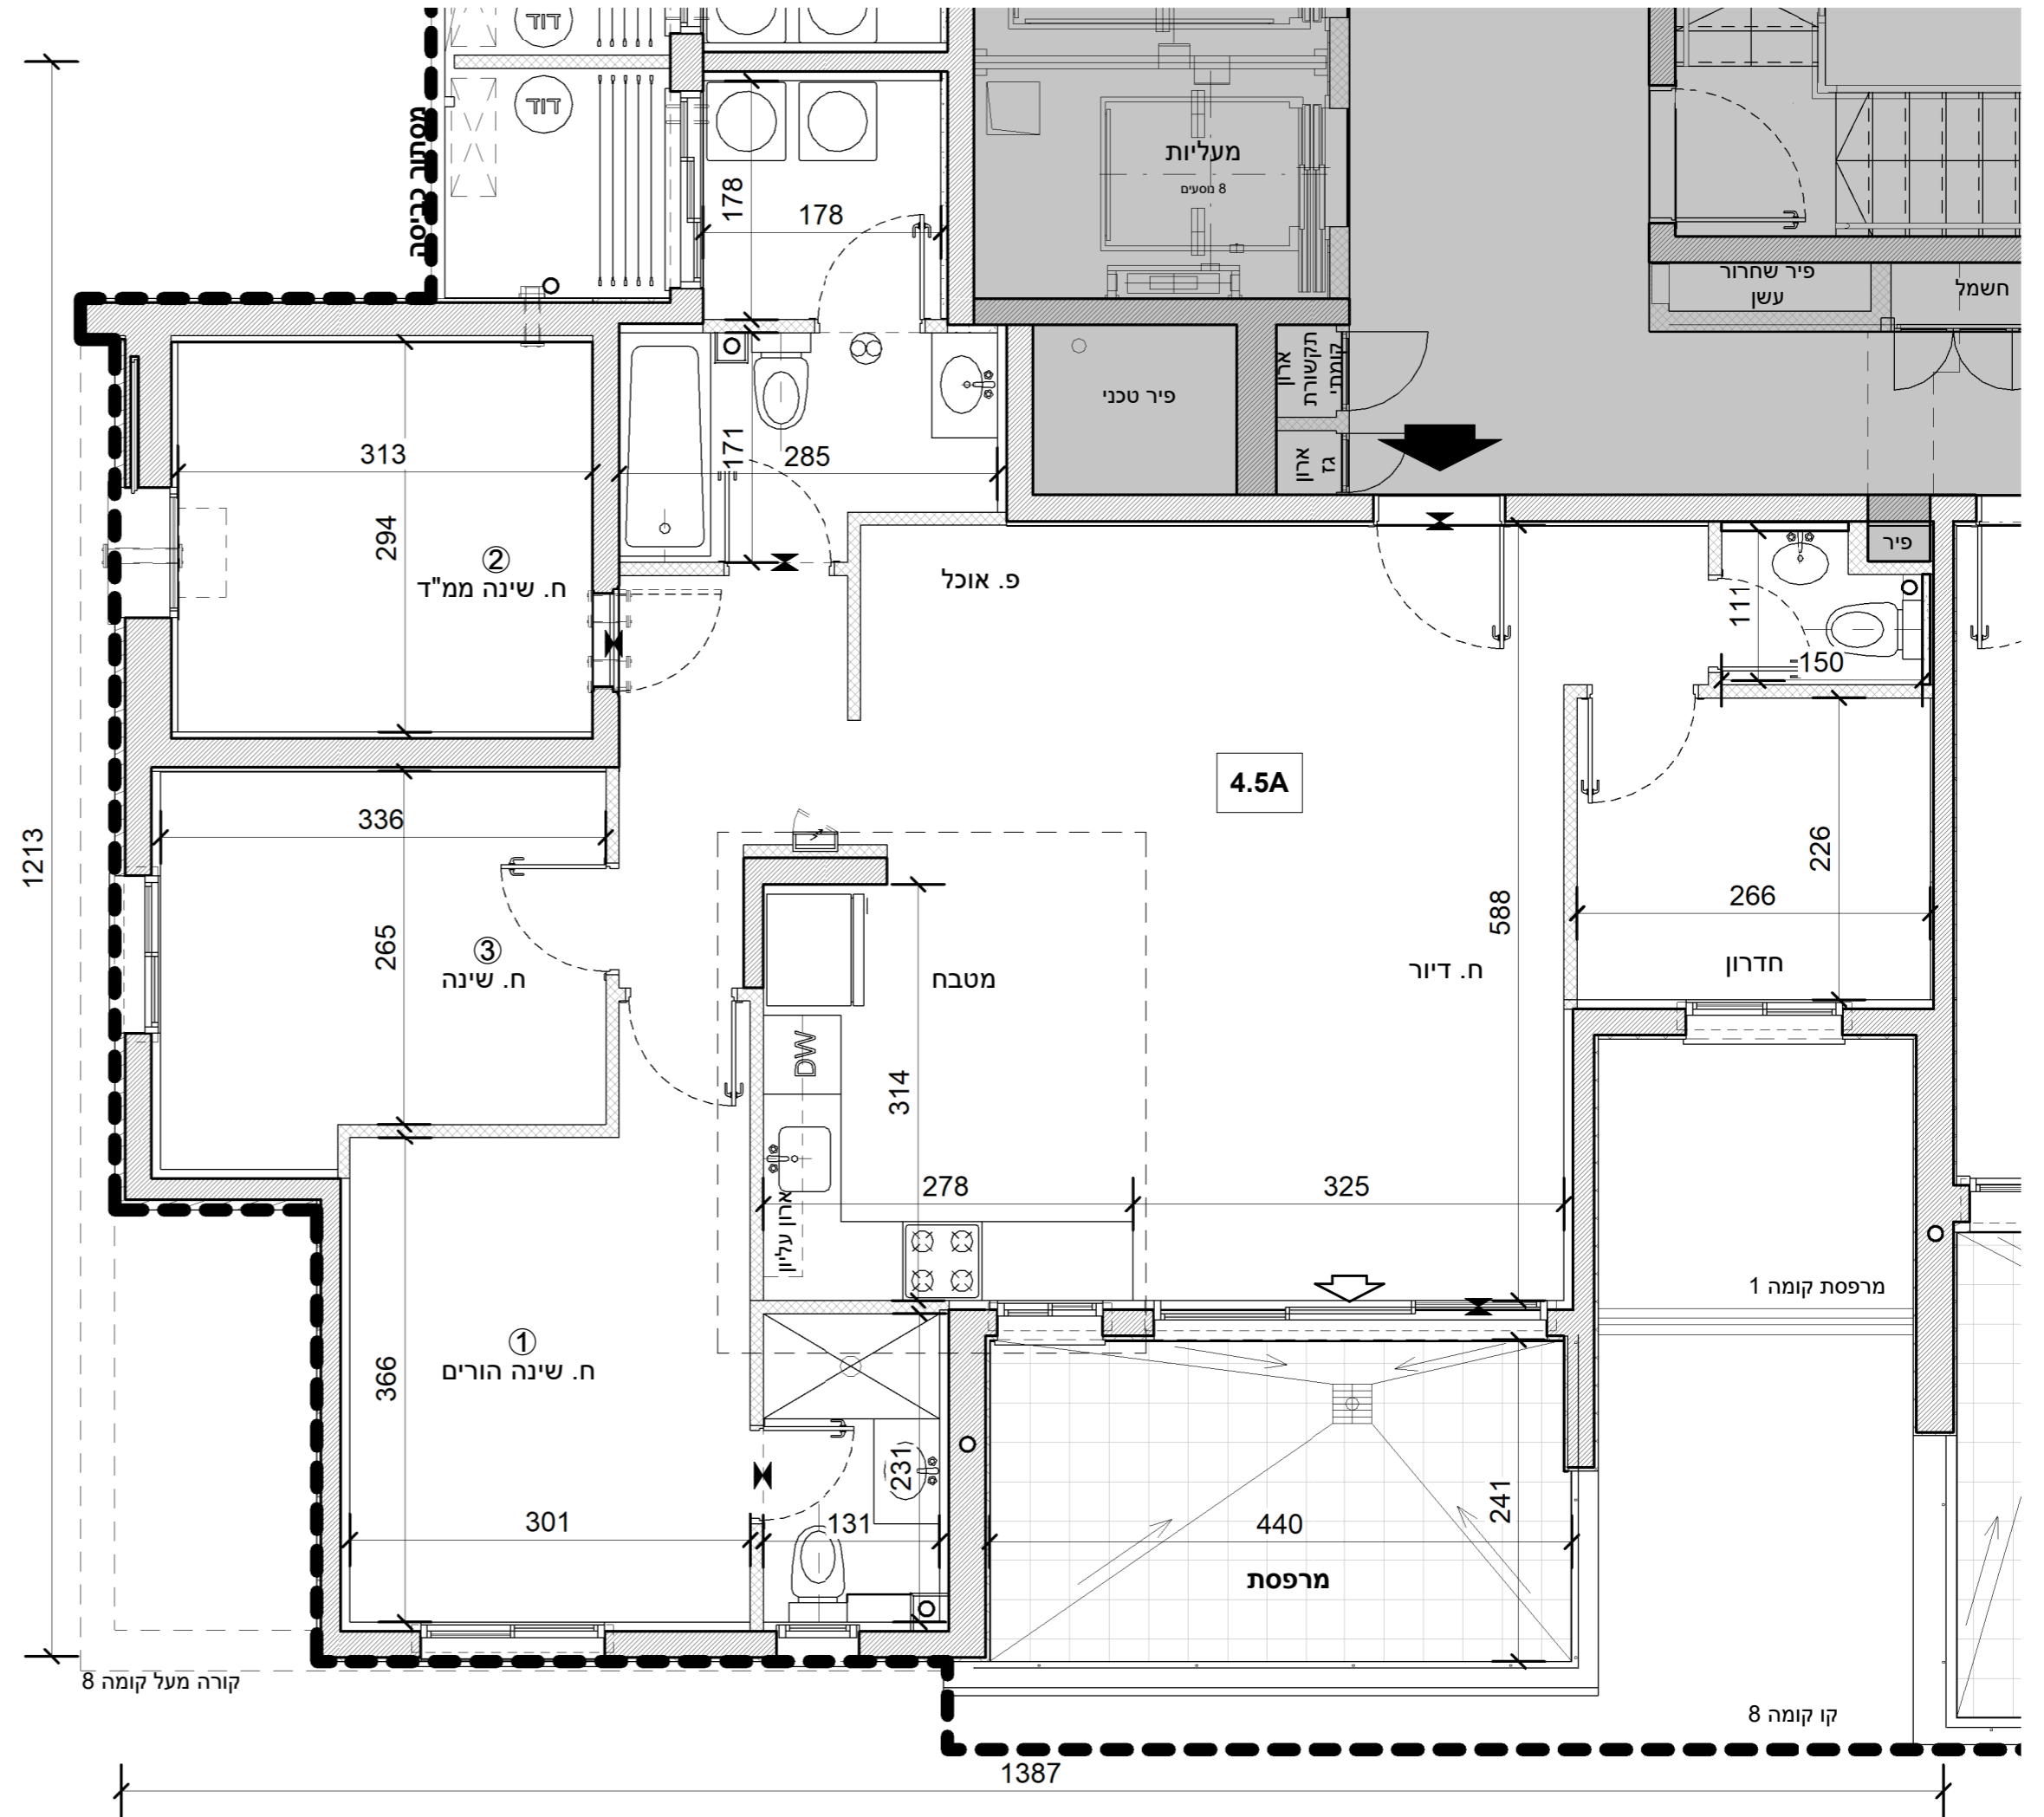 דוד
דוד
מסתור כביסה
178
178
מעליות
8 נוסעים
פיר שחרור
עשן
חשמל
פיר טכני
ארון
תקשורת
קומתי
ארון
גז
171
285
313
294
②
ח. שינה ממ"ד
פ. אוכל
פיר
111
150
4.5A
1213
336
265
③
ח. שינה
מטבח
588
ח. דיור
226
266
חדרון
DW
314
278
325
ארון עליון
מרפסת קומה 1
①
ח. שינה הורים
366
231
301
131
440
241
מרפסת
קורה מעל קומה 8
קו קומה 8
1387